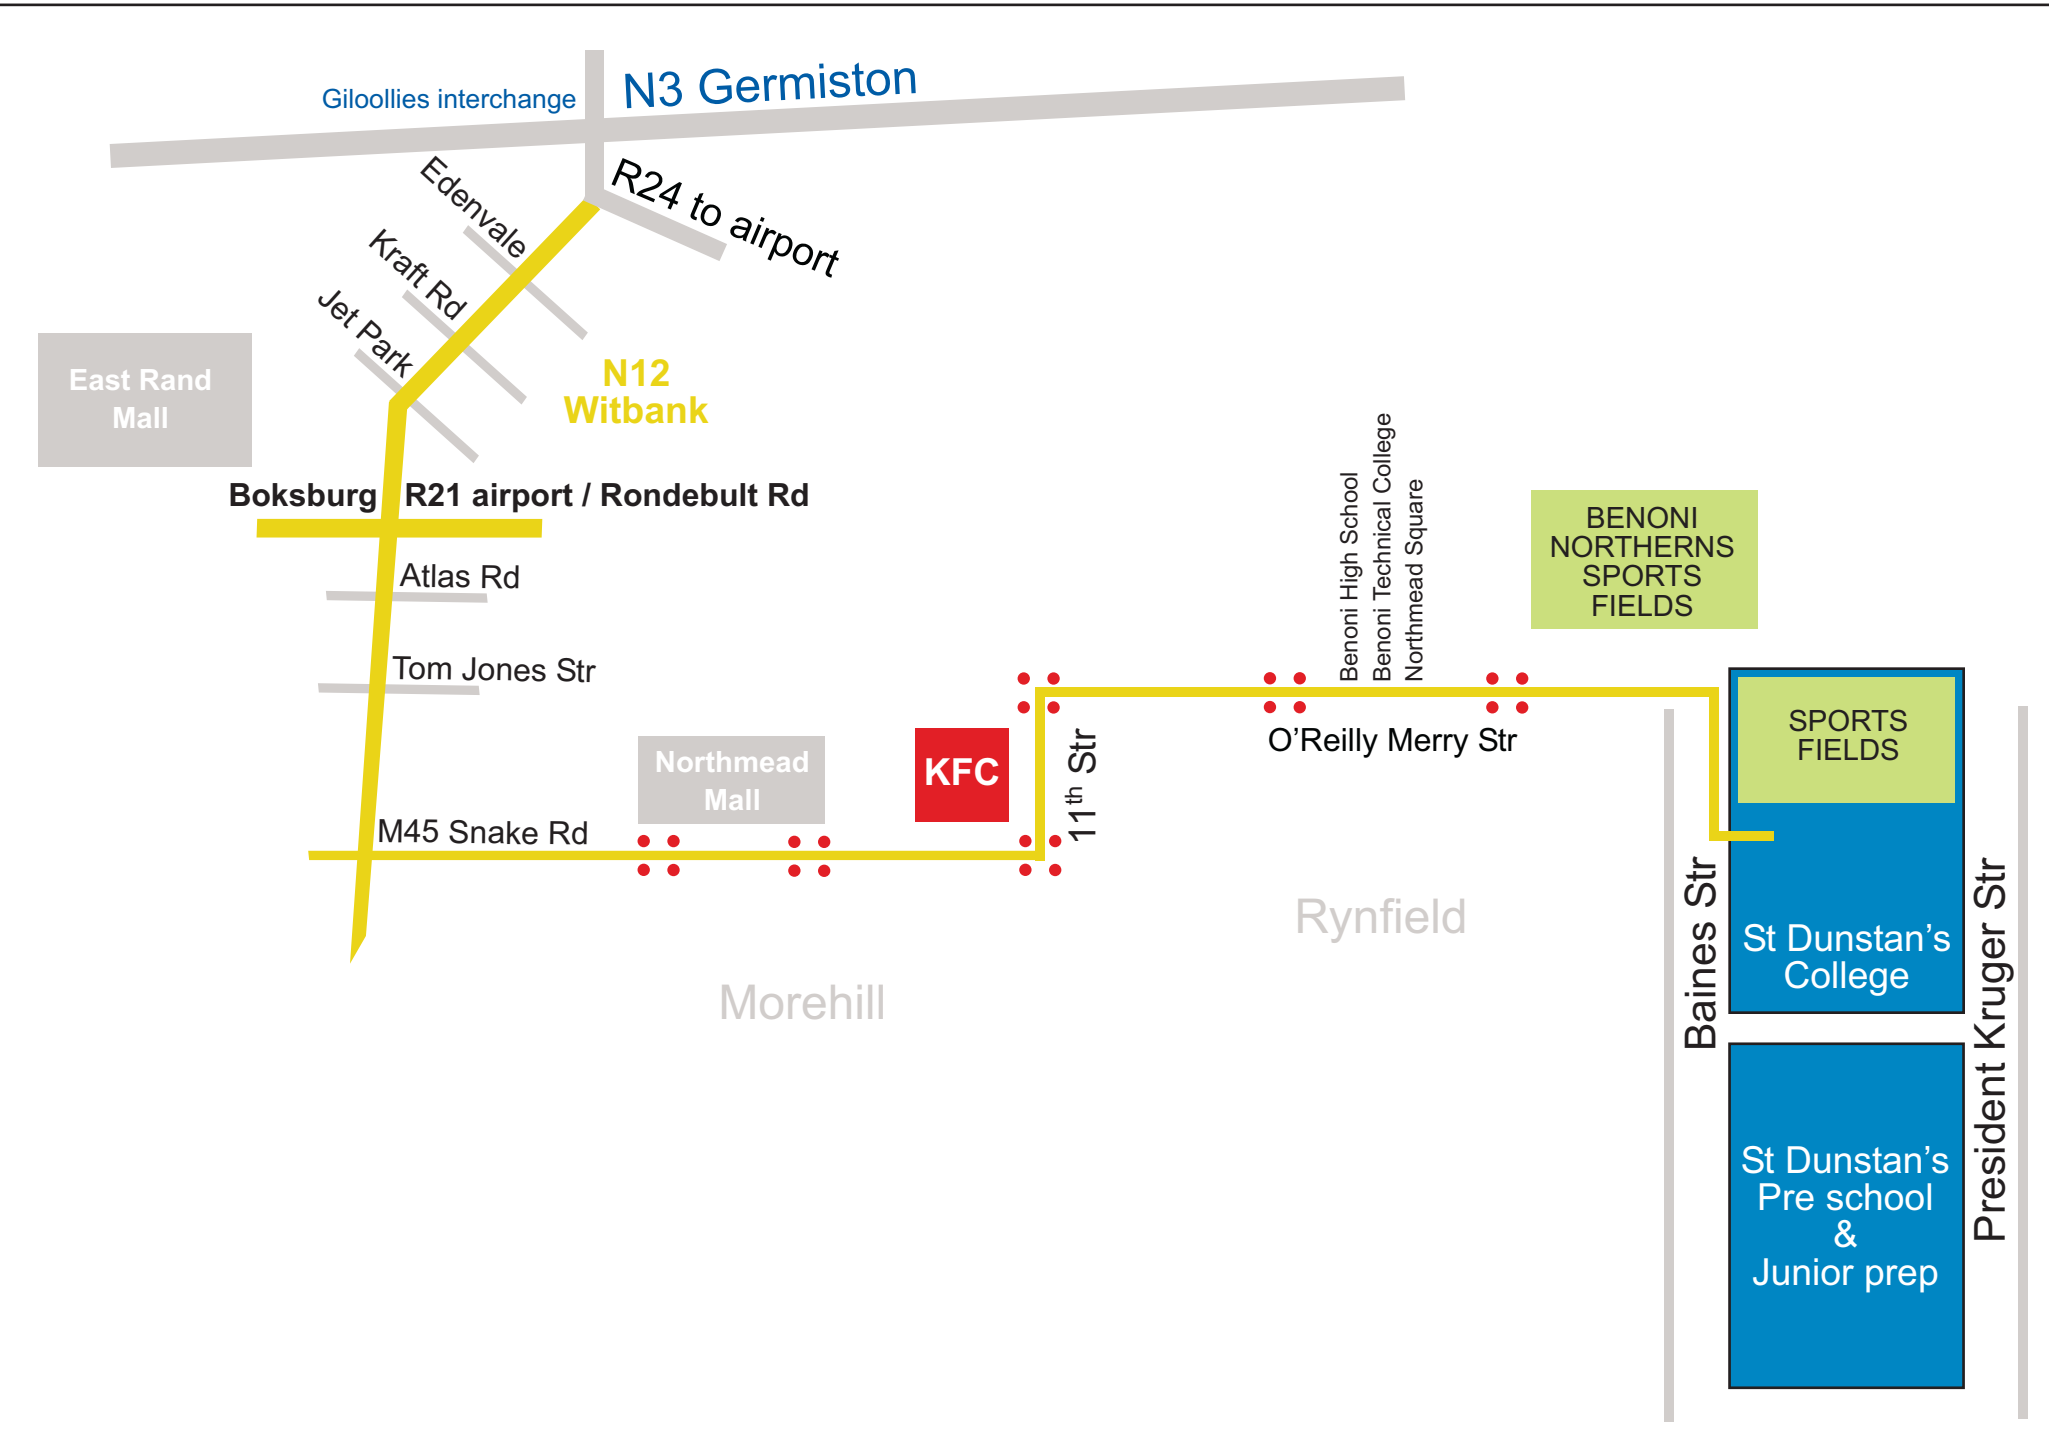 N3 Germiston
Giloollies interchange
R24 to airport
Edenvale
Kraft Rd
Jet Park
East Rand
Mall
N12
Witbank
Boksburg
R21 airport / Rondebult Rd
Atlas Rd
Tom Jones Str
M45 Snake Rd
Northmead
Mall
KFC
11th Str
Benoni High School
Benoni Technical College
Northmead Square
O'Reilly Merry Str
BENONI
NORTHERNS
SPORTS
FIELDS
SPORTS
FIELDS
Rynfield
Morehill
Baines Str
St Dunstan's
College
President Kruger Str
St Dunstan's
Pre school
&
Junior prep